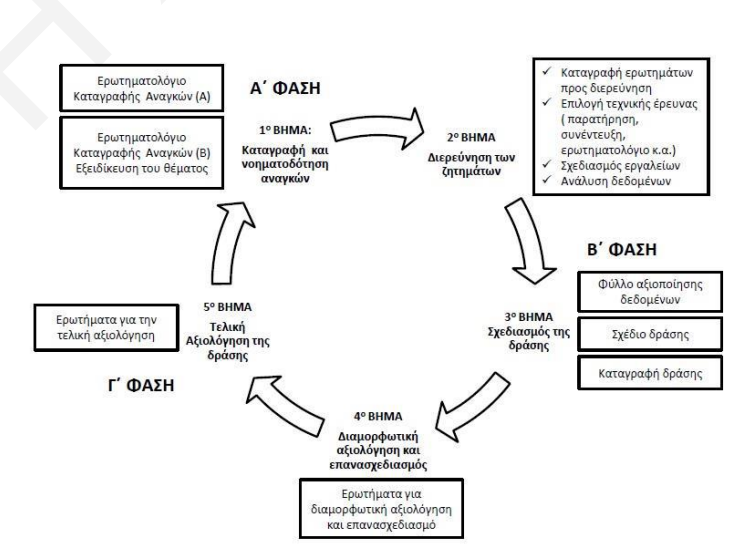 Ερωτηματολόγιο
Καταγραφής Αναγκών (Α)
Ερωτηματολόγιο
Καταγραφής Αναγκών (Β)
Εξειδίκευση του θέματος
Α΄ ΦΑΣΗ
1ο ΒΗΜΑ:
Καταγραφή και
νοηματοδότηση
αναγκών
2ο ΒΗΜΑ
Διερεύνηση των
ζητημάτων
✓ Καταγραφή ερωτημάτων
προς διερεύνηση
✓ Επιλογή τεχνικής έρευνας
( παρατήρηση,
συνέντευξη,
ερωτηματολόγιο κ.α.)
✓ Σχεδιασμός εργαλείων
✓ Ανάλυση δεδομένων
Β΄ ΦΑΣΗ
3ο ΒΗΜΑ
Σχεδιασμός της
δράσης
Φύλλο αξιοποίησης
δεδομένων
Σχέδιο δράσης
Καταγραφή δράσης
4ο ΒΗΜΑ
Διαμορφωτική
αξιολόγηση και
επανασχεδιασμός
Ερωτήματα για
διαμορφωτική αξιολόγηση
και επανασχεδιασμό
5ο ΒΗΜΑ
Τελική
Αξιολόγηση της
δράσης
Ερωτήματα για την
τελική αξιολόγηση
Γ΄ ΦΑΣΗ